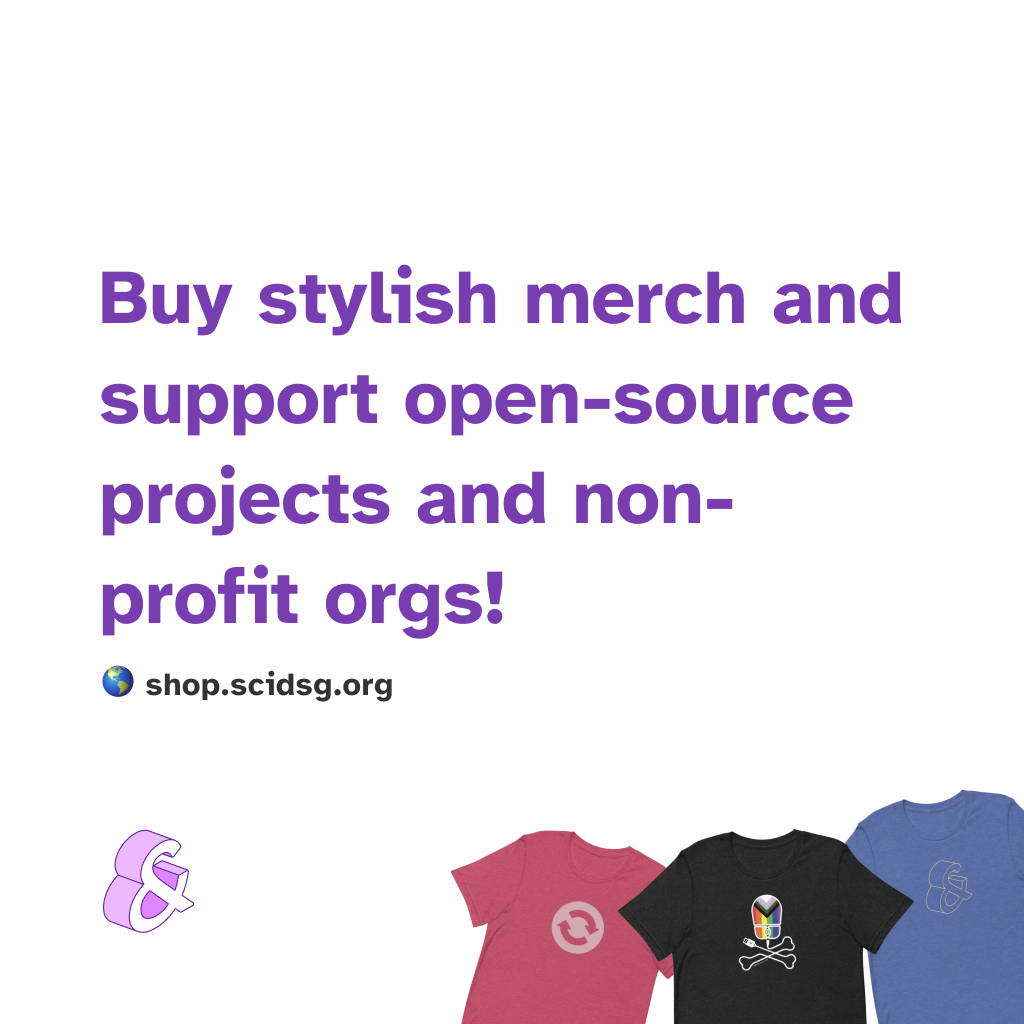 Buy stylish merch and
support open-source
projects and non-
profit orgs!
🌎 shop.scidsg.org
&
&